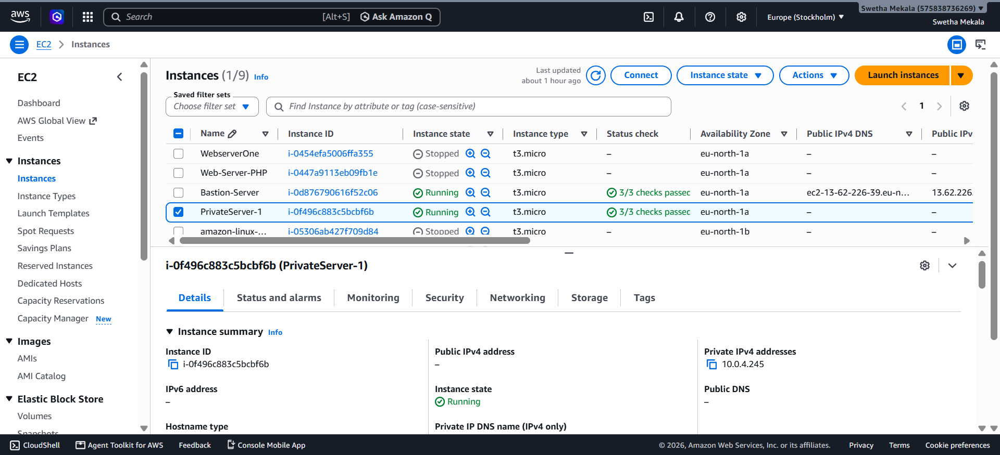 aws
Search [Alt+S] Ask Amazon Q
Europe (Stockholm)
Swetha Mekala (575838736269)
Swetha Mekala
EC2 Instances
EC2
Dashboard
AWS Global View
Events
Instances
Instances
Instance Types
Launch Templates
Spot Requests
Savings Plans
Reserved Instances
Dedicated Hosts
Capacity Reservations
Capacity Manager New
Images
AMIs
AMI Catalog
Elastic Block Store
Volumes
Snapshots
Instances (1/9) Info
Last updated
about 1 hour ago
Connect
Instance state
Actions
Launch instances
Saved filter sets
Choose filter set
Find Instance by attribute or tag (case-sensitive)
1
Name Instance ID Instance state Instance type Status check Availability Zone Public IPv4 DNS Public IPv
WebserverOne i-0454efa5006ffa355 Stopped t3.micro – eu-north-1a – –
Web-Server-PHP i-0447a9113eb09fb1e Stopped t3.micro – eu-north-1a – –
Bastion-Server i-0d876790616f52c06 Running t3.micro 3/3 checks passed eu-north-1a ec2-13-62-226-39.eu-n... 13.62.226.
PrivateServer-1 i-0f496c883c5bcbf6b Running t3.micro 3/3 checks passed eu-north-1a – –
amazon-linux-... i-05306ab427f709d84 Stopped t3.micro – eu-north-1b – –
i-0f496c883c5bcbf6b (PrivateServer-1)
Details Status and alarms Monitoring Security Networking Storage Tags
Instance summary Info
Instance ID
i-0f496c883c5bcbf6b
Public IPv4 address
–
Private IPv4 addresses
10.0.4.245
IPv6 address
–
Instance state
Running
Public DNS
–
Hostname type
Private IP DNS name (IPv4 only)
CloudShell Agent Toolkit for AWS Feedback Console Mobile App
© 2026, Amazon Web Services, Inc. or its affiliates. Privacy Terms Cookie preferences